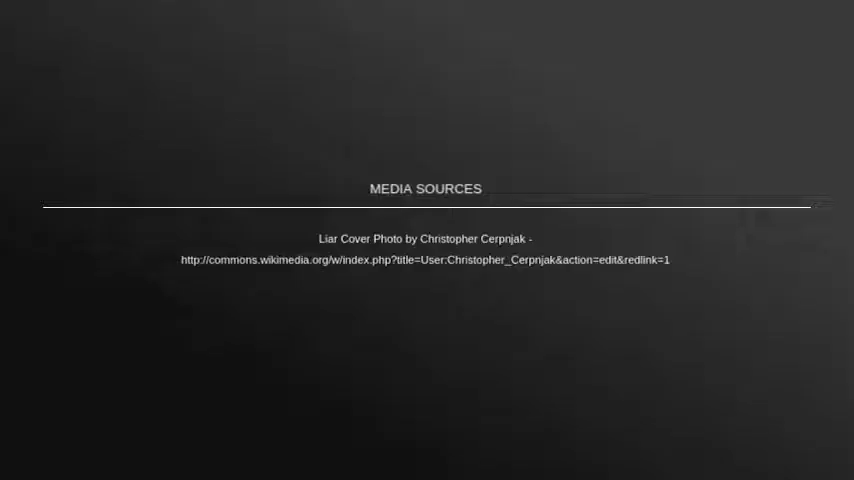 MEDIA SOURCES
Liar Cover Photo by Christopher Cerpnjak -
http://commons.wikimedia.org/w/index.php?title=User:Christopher_Cerpnjak&action=edit&redlink=1